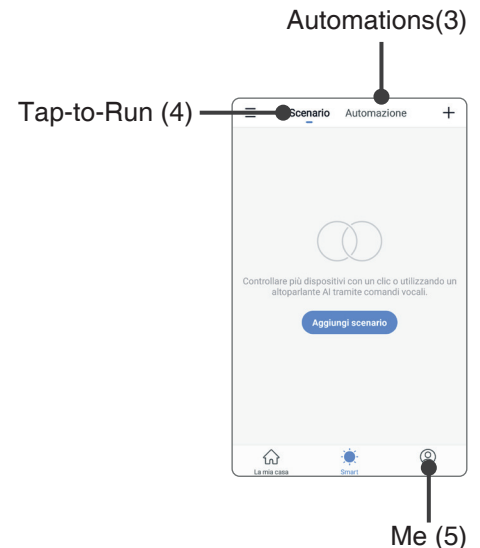 Automations(3)
Tap-to-Run (4)
Scenario Automazione +
Controllare più dispositivi con un clic o utilizzando un
altoparlante AI tramite comandi vocali.
Aggiungi scenario
La mia casa Smart
Me (5)